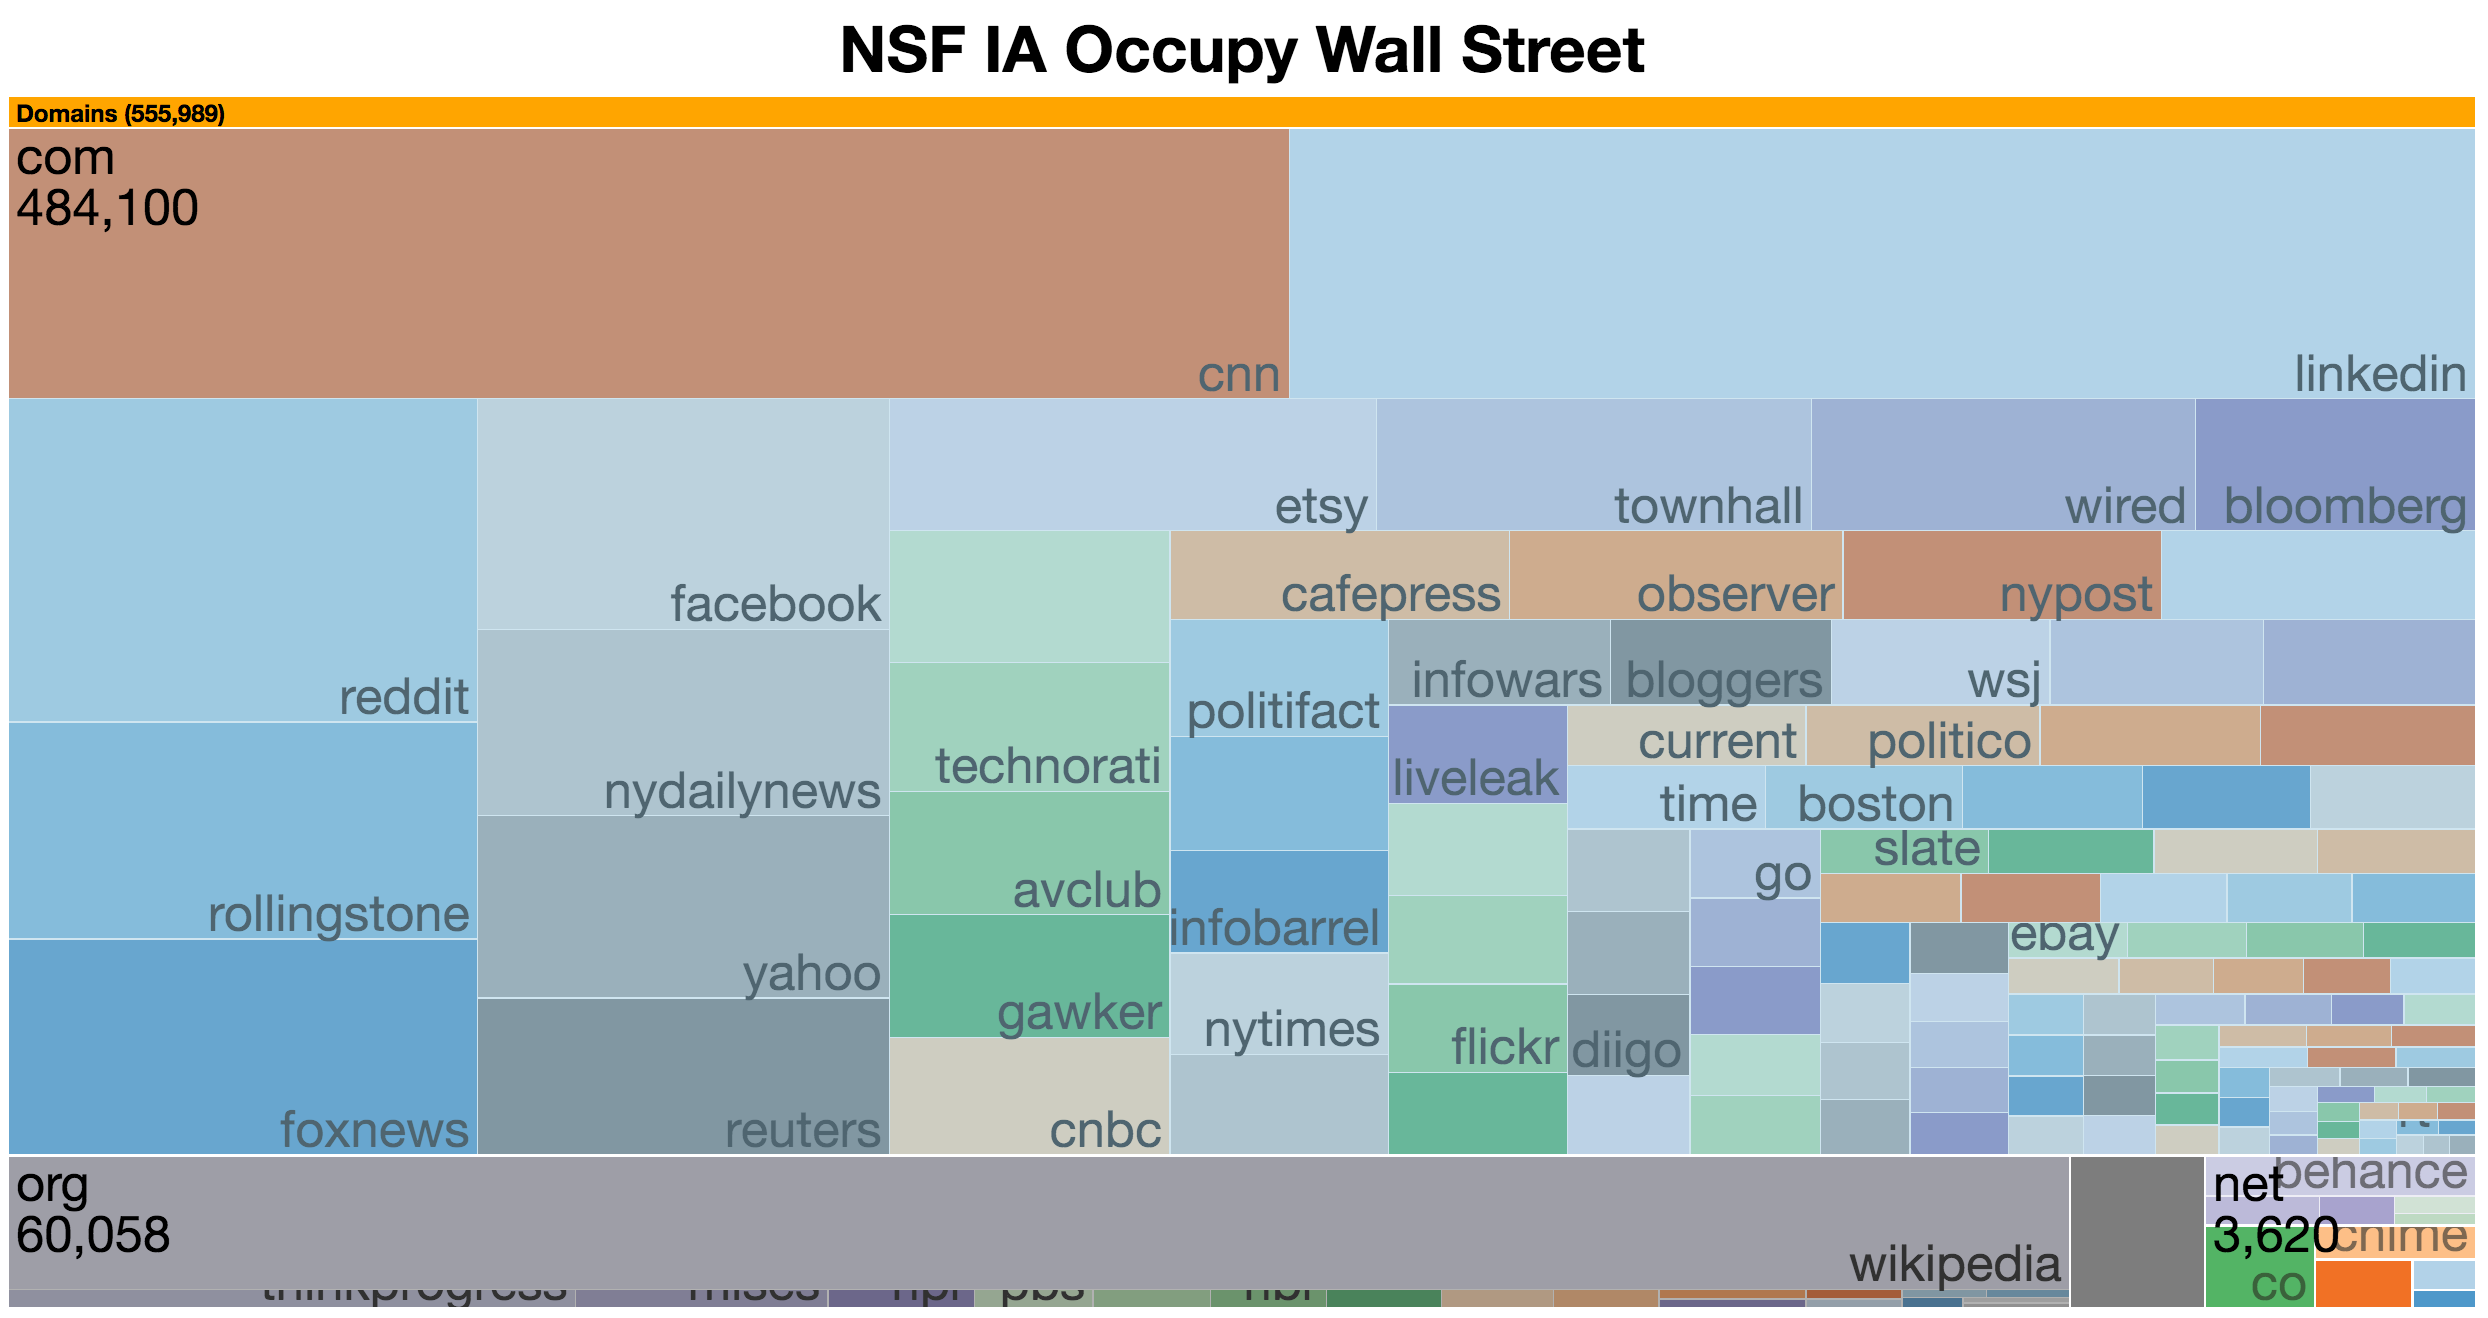 NSF IA Occupy Wall Street
Domains (555,989)
com
484,100
cnn
linkedin
etsy
townhall
wired
bloomberg
facebook
cafepress
observer
nypost
reddit
politifact
infowars
bloggers
wsj
technorati
current
politico
nydailynews
liveleak
time
boston
slate
avclub
go
rollingstone
infobarrel
ebay
yahoo
gawker
nytimes
flickr
diigo
foxnews
reuters
cnbc
org
60,058
wikipedia
net
3,620
behance
co
thinkprogress
mises
npr
pbs